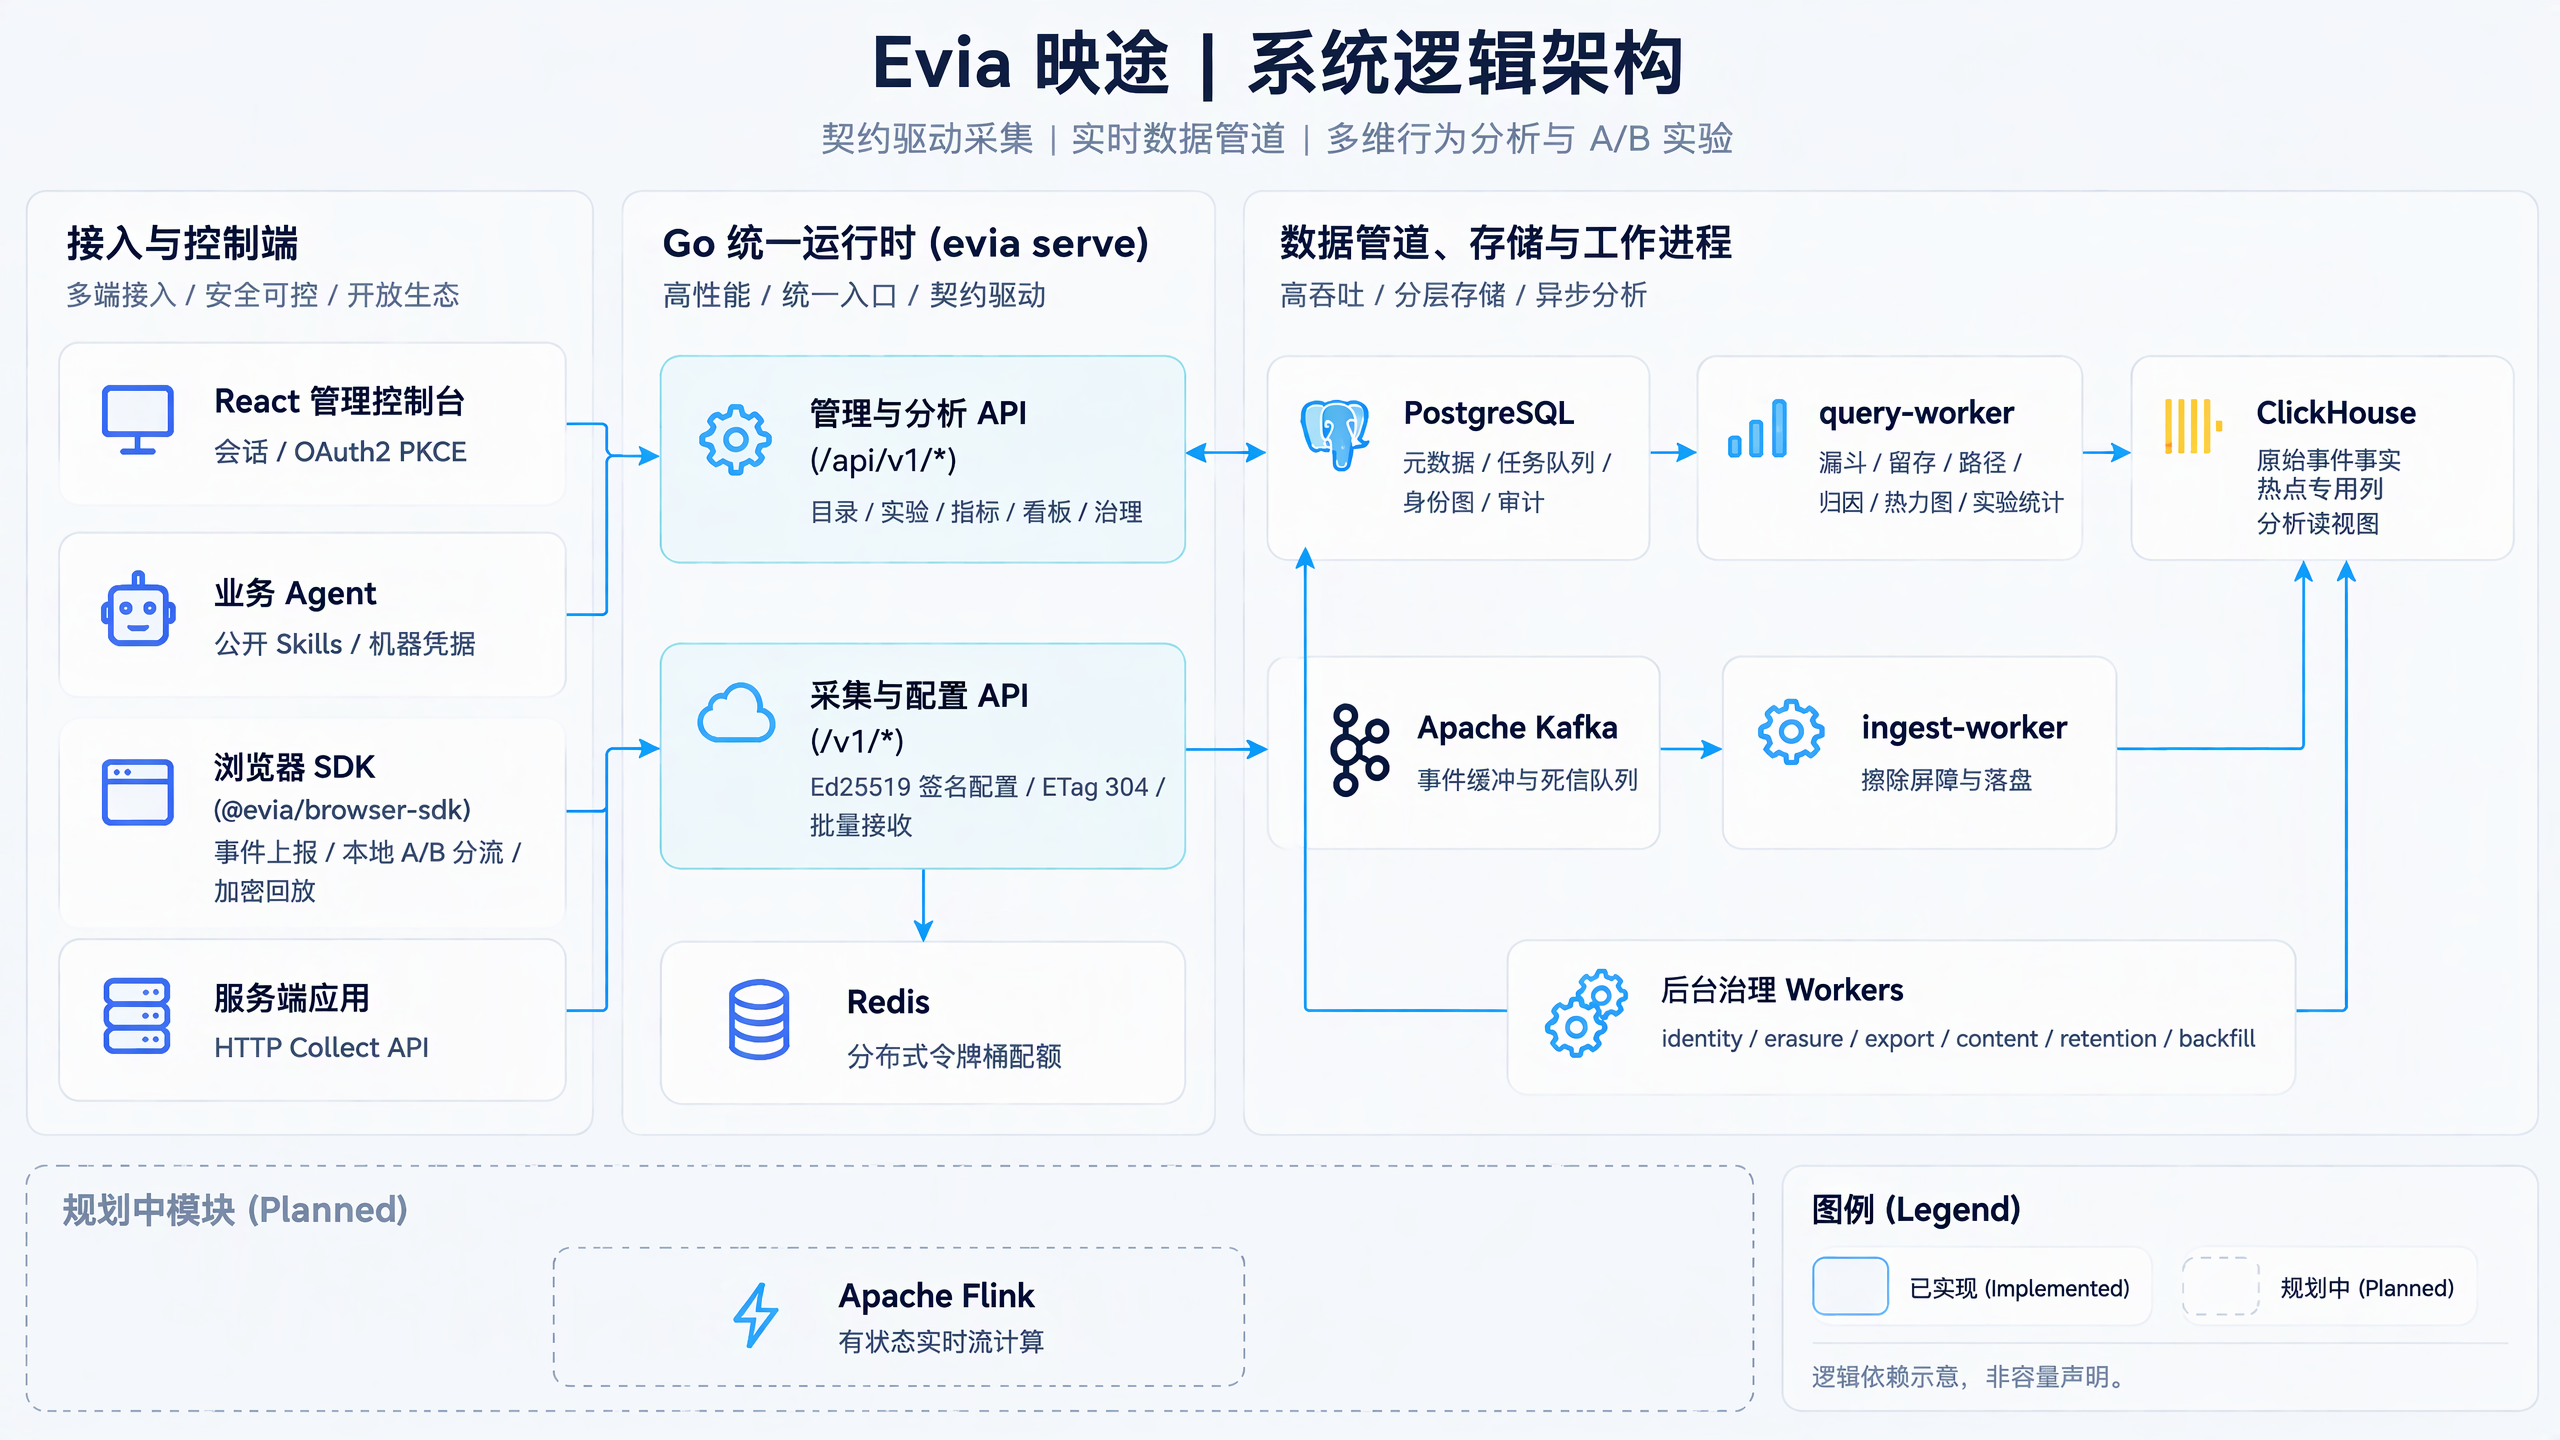 Evia 映途 | 系统逻辑架构
契约驱动采集 | 实时数据管道 | 多维行为分析与 A/B 实验
接入与控制端
多端接入 / 安全可控 / 开放生态
React 管理控制台
会话 / OAuth2 PKCE
业务 Agent
公开 Skills / 机器凭据
浏览器 SDK
(@evia/browser-sdk)
事件上报 / 本地 A/B 分流 /
加密回放
服务端应用
HTTP Collect API
Go 统一运行时 (evia serve)
高性能 / 统一入口 / 契约驱动
管理与分析 API
(/api/v1/*)
目录 / 实验 / 指标 / 看板 / 治理
采集与配置 API
(/v1/*)
Ed25519 签名配置 / ETag 304 /
批量接收
Redis
分布式令牌桶配额
数据管道、存储与工作进程
高吞吐 / 分层存储 / 异步分析
PostgreSQL
元数据 / 任务队列 /
身份图 / 审计
query-worker
漏斗 / 留存 / 路径 /
归因 / 热力图 / 实验统计
ClickHouse
原始事件事实
热点专用列
分析读视图
Apache Kafka
事件缓冲与死信队列
ingest-worker
擦除屏障与落盘
后台治理 Workers
identity / erasure / export / content / retention / backfill
规划中模块 (Planned)
Apache Flink
有状态实时流计算
图例 (Legend)
已实现 (Implemented)
规划中 (Planned)
逻辑依赖示意，非容量声明。